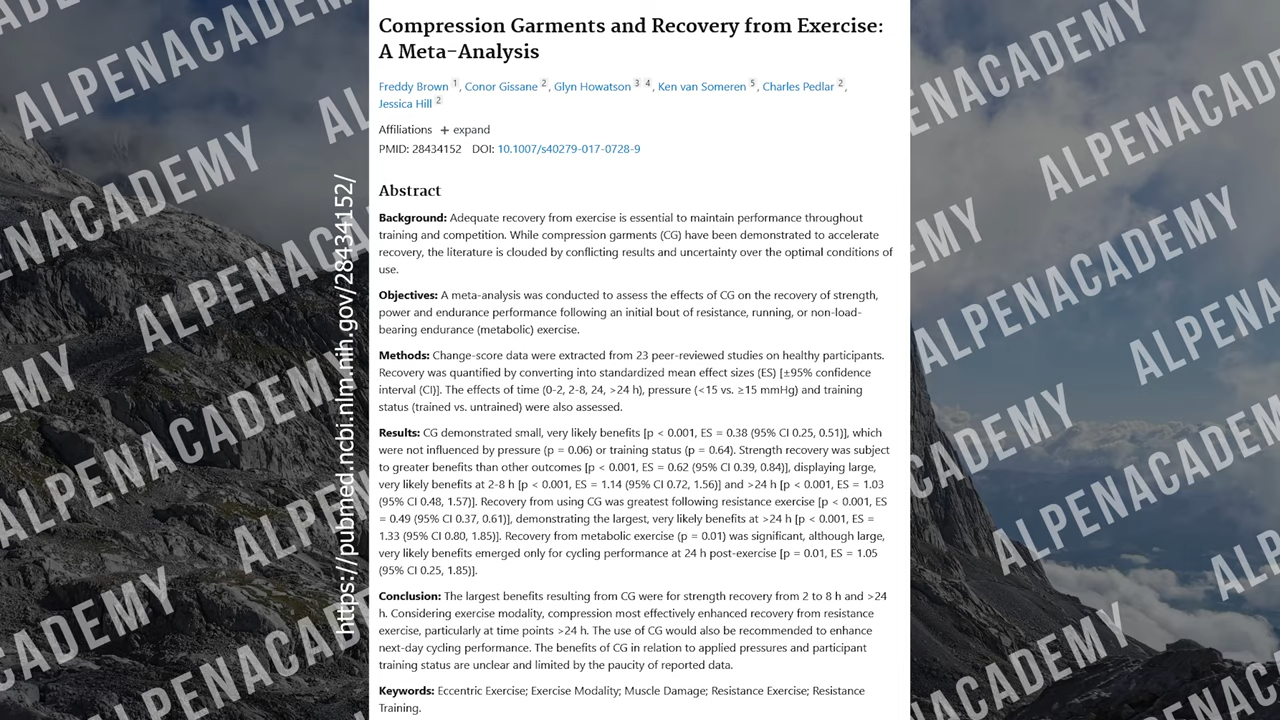 Compression Garments and Recovery from Exercise:
A Meta-Analysis
Freddy Brown 1, Conor Gissane 2, Glyn Howatson 3 4, Ken van Someren 5, Charles Pedlar 2,
Jessica Hill 2
Affiliations + expand
PMID: 28434152 DOI: 10.1007/s40279-017-0728-9
Abstract
Background: Adequate recovery from exercise is essential to maintain performance throughout
training and competition. While compression garments (CG) have been demonstrated to accelerate
recovery, the literature is clouded by conflicting results and uncertainty over the optimal conditions of
use.
Objectives: A meta-analysis was conducted to assess the effects of CG on the recovery of strength,
power and endurance performance following an initial bout of resistance, running, or non-load-
bearing endurance (metabolic) exercise.
Methods: Change-score data were extracted from 23 peer-reviewed studies on healthy participants.
Recovery was quantified by converting into standardized mean effect sizes (ES) [±95% confidence
interval (CI)]. The effects of time (0-2, 2-8, 24, >24 h), pressure (<15 vs. ≥15 mmHg) and training
status (trained vs. untrained) were also assessed.
Results: CG demonstrated small, very likely benefits [p < 0.001, ES = 0.38 (95% CI 0.25, 0.51)], which
were not influenced by pressure (p = 0.06) or training status (p = 0.64). Strength recovery was subject
to greater benefits than other outcomes [p < 0.001, ES = 0.62 (95% CI 0.39, 0.84)], displaying large,
very likely benefits at 2-8 h [p < 0.001, ES = 1.14 (95% CI 0.72, 1.56)] and >24 h [p < 0.001, ES = 1.03
(95% CI 0.48, 1.57)]. Recovery from using CG was greatest following resistance exercise [p < 0.001, ES
= 0.49 (95% CI 0.37, 0.61)], demonstrating the largest, very likely benefits at >24 h [p < 0.001, ES =
1.33 (95% CI 0.80, 1.85)]. Recovery from metabolic exercise (p = 0.01) was significant, although large,
very likely benefits emerged only for cycling performance at 24 h post-exercise [p = 0.01, ES = 1.05
(95% CI 0.25, 1.85)].
Conclusion: The largest benefits resulting from CG were for strength recovery from 2 to 8 h and >24
h. Considering exercise modality, compression most effectively enhanced recovery from resistance
exercise, particularly at time points >24 h. The use of CG would also be recommended to enhance
next-day cycling performance. The benefits of CG in relation to applied pressures and participant
training status are unclear and limited by the paucity of reported data.
Keywords: Eccentric Exercise; Exercise Modality; Muscle Damage; Resistance Exercise; Resistance
Training.
https://pubmed.ncbi.nlm.nih.gov/28434152/
ALPENACADEMY
ALPENACADEMY
ALPENACADEMY
ALPENACADEMY
ALPENACADEMY
ALPENACADEMY